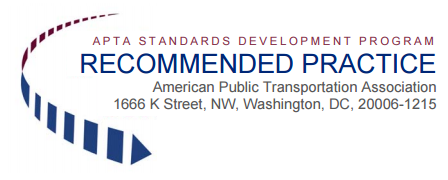 APTA STANDARDS DEVELOPMENT PROGRAM
RECOMMENDED PRACTICE
American Public Transportation Association
1666 K Street, NW, Washington, DC, 20006-1215